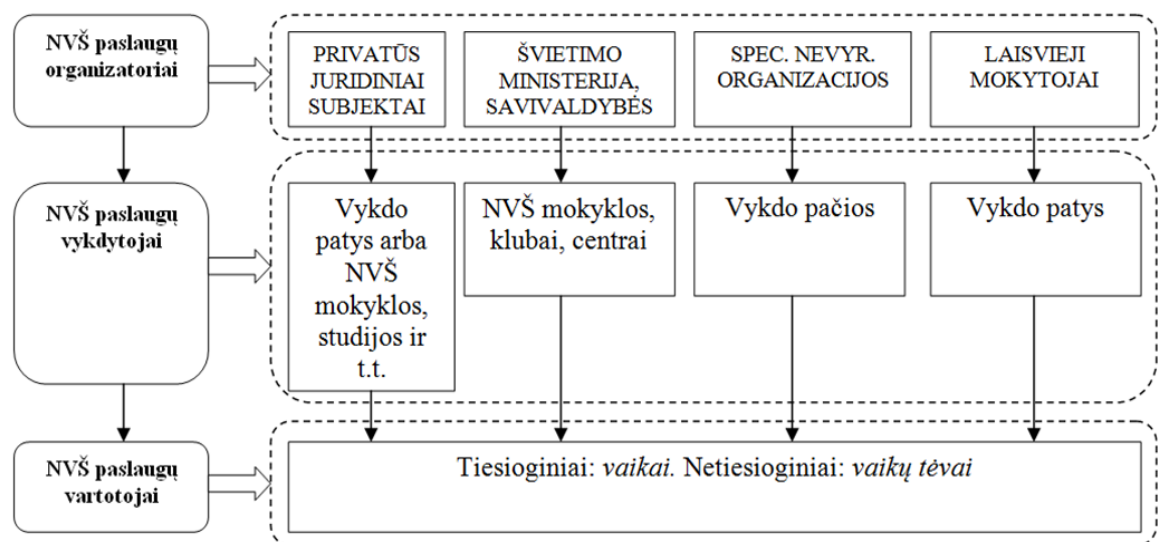 NVŠ paslaugų
organizatoriai
PRIVATŪS
JURIDINIAI
SUBJEKTAI
ŠVIETIMO
MINISTERIJA,
SAVIVALDYBĖS
SPEC. NEVYR.
ORGANIZACIJOS
LAISVIEJI
MOKYTOJAI
NVŠ paslaugų
vykdytojai
Vykdo
patys arba
NVŠ
mokyklos,
studijos ir
t.t.
NVŠ mokyklos,
klubai, centrai
Vykdo pačios
Vykdo patys
NVŠ paslaugų
vartotojai
Tiesioginiai: vaikai. Netiesioginiai: vaikų tėvai